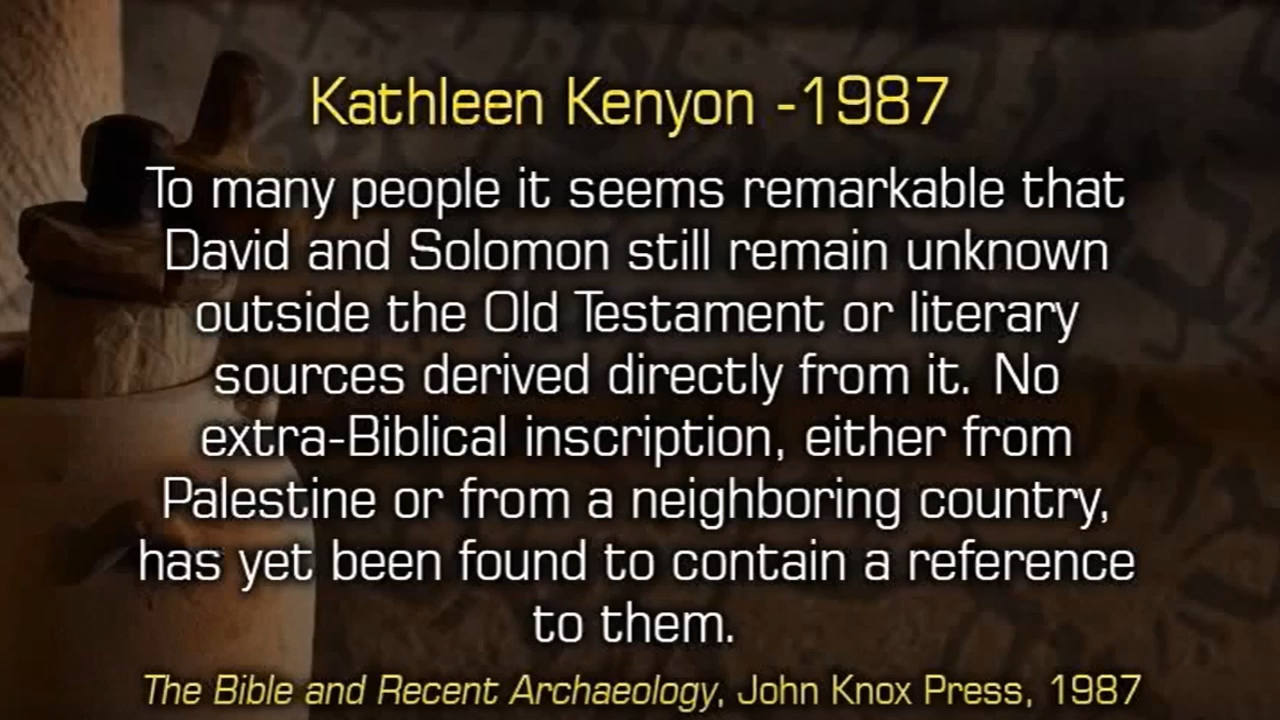 Kathleen Kenyon -1987
To many people it seems remarkable that
David and Solomon still remain unknown
outside the Old Testament or literary
sources derived directly from it. No
extra-Biblical inscription, either from
Palestine or from a neighboring country,
has yet been found to contain a reference
to them.
The Bible and Recent Archaeology, John Knox Press, 1987